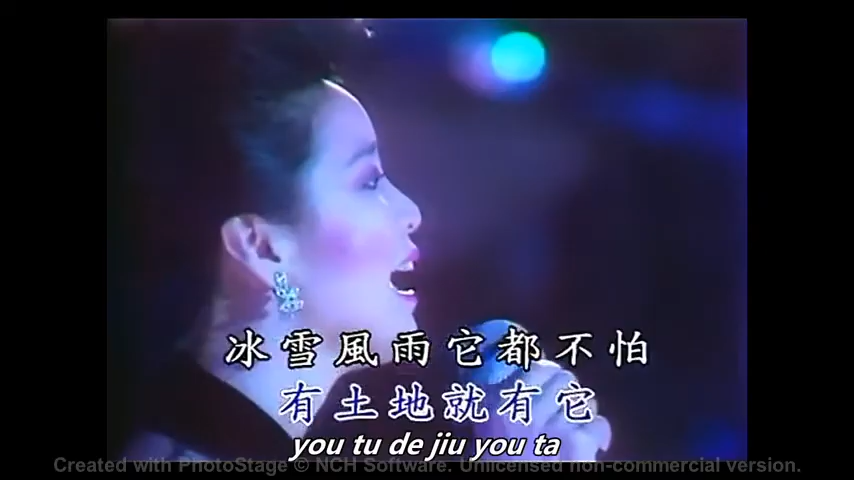 冰雪風雨它都不怕
有土地就有它
you tu de jiu you ta
Created with PhotoStage © NCH Software. Unlicensed non-commercial version.